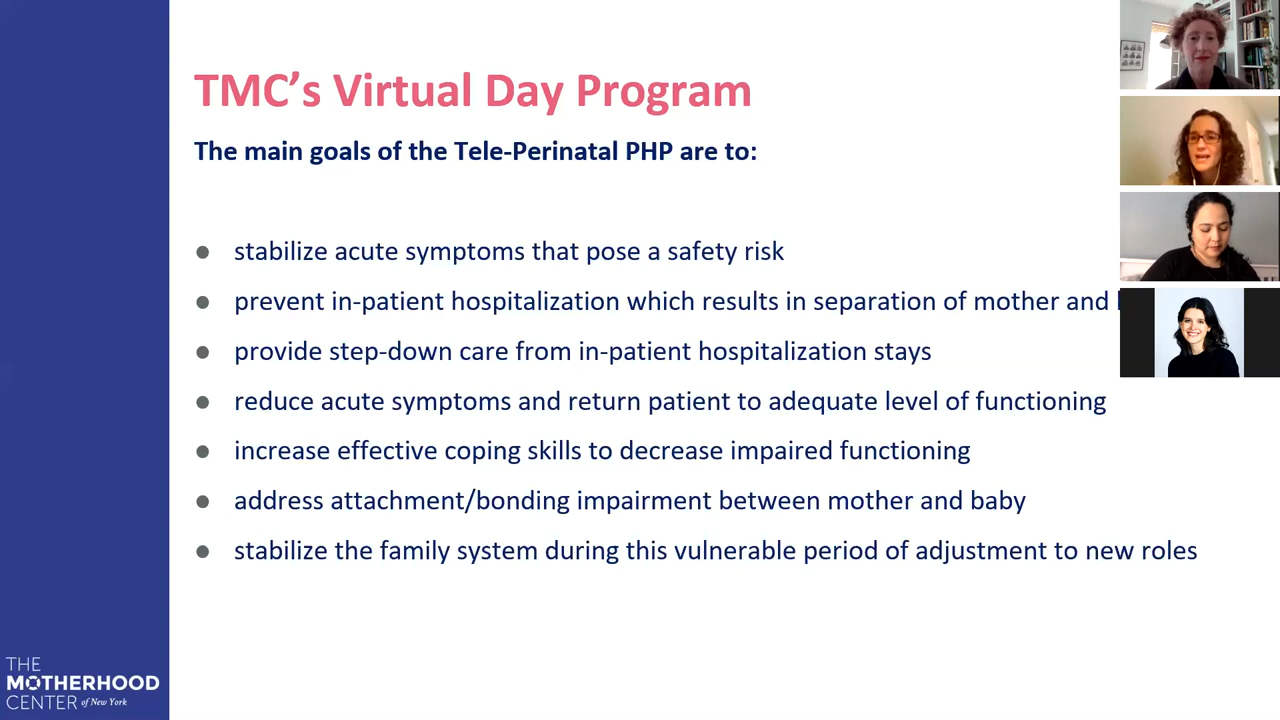 TMC’s Virtual Day Program
The main goals of the Tele-Perinatal PHP are to:
● stabilize acute symptoms that pose a safety risk
● prevent in-patient hospitalization which results in separation of mother and
● provide step-down care from in-patient hospitalization stays
● reduce acute symptoms and return patient to adequate level of functioning
● increase effective coping skills to decrease impaired functioning
● address attachment/bonding impairment between mother and baby
● stabilize the family system during this vulnerable period of adjustment to new roles
THE
MOTHERHOOD
CENTER of New York